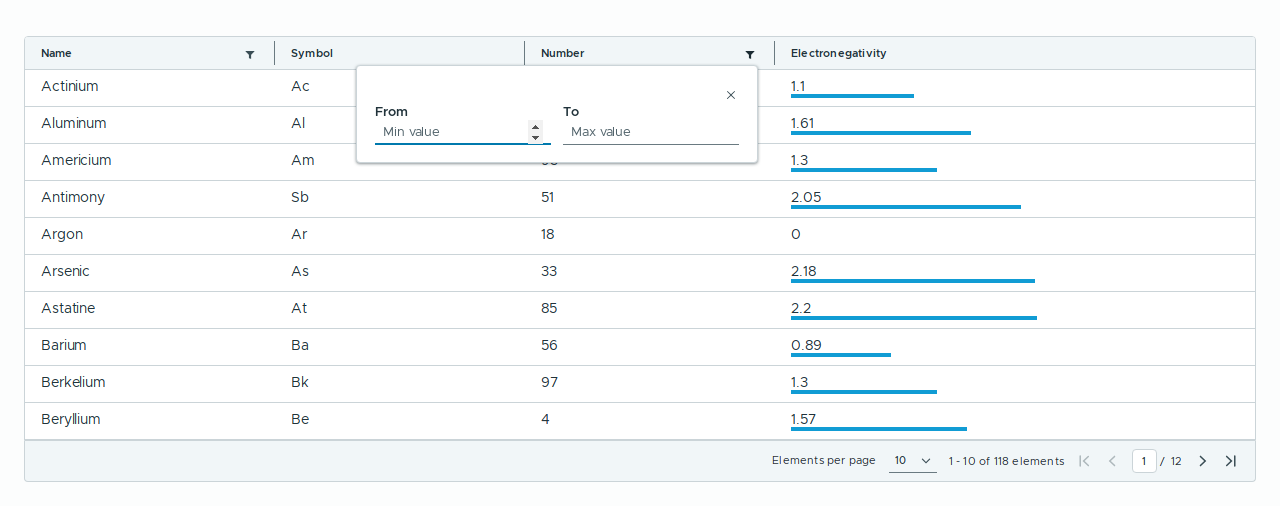 Name Symbol Number Electronegativity
Actinium Ac 1.1
From To
Min value Max value
Aluminum Al 1.61
Americium Am 1.3
Antimony Sb 51 2.05
Argon Ar 18 0
Arsenic As 33 2.18
Astatine At 85 2.2
Barium Ba 56 0.89
Berkelium Bk 97 1.3
Beryllium Be 4 1.57
Elements per page 10 1 - 10 of 118 elements 1 / 12